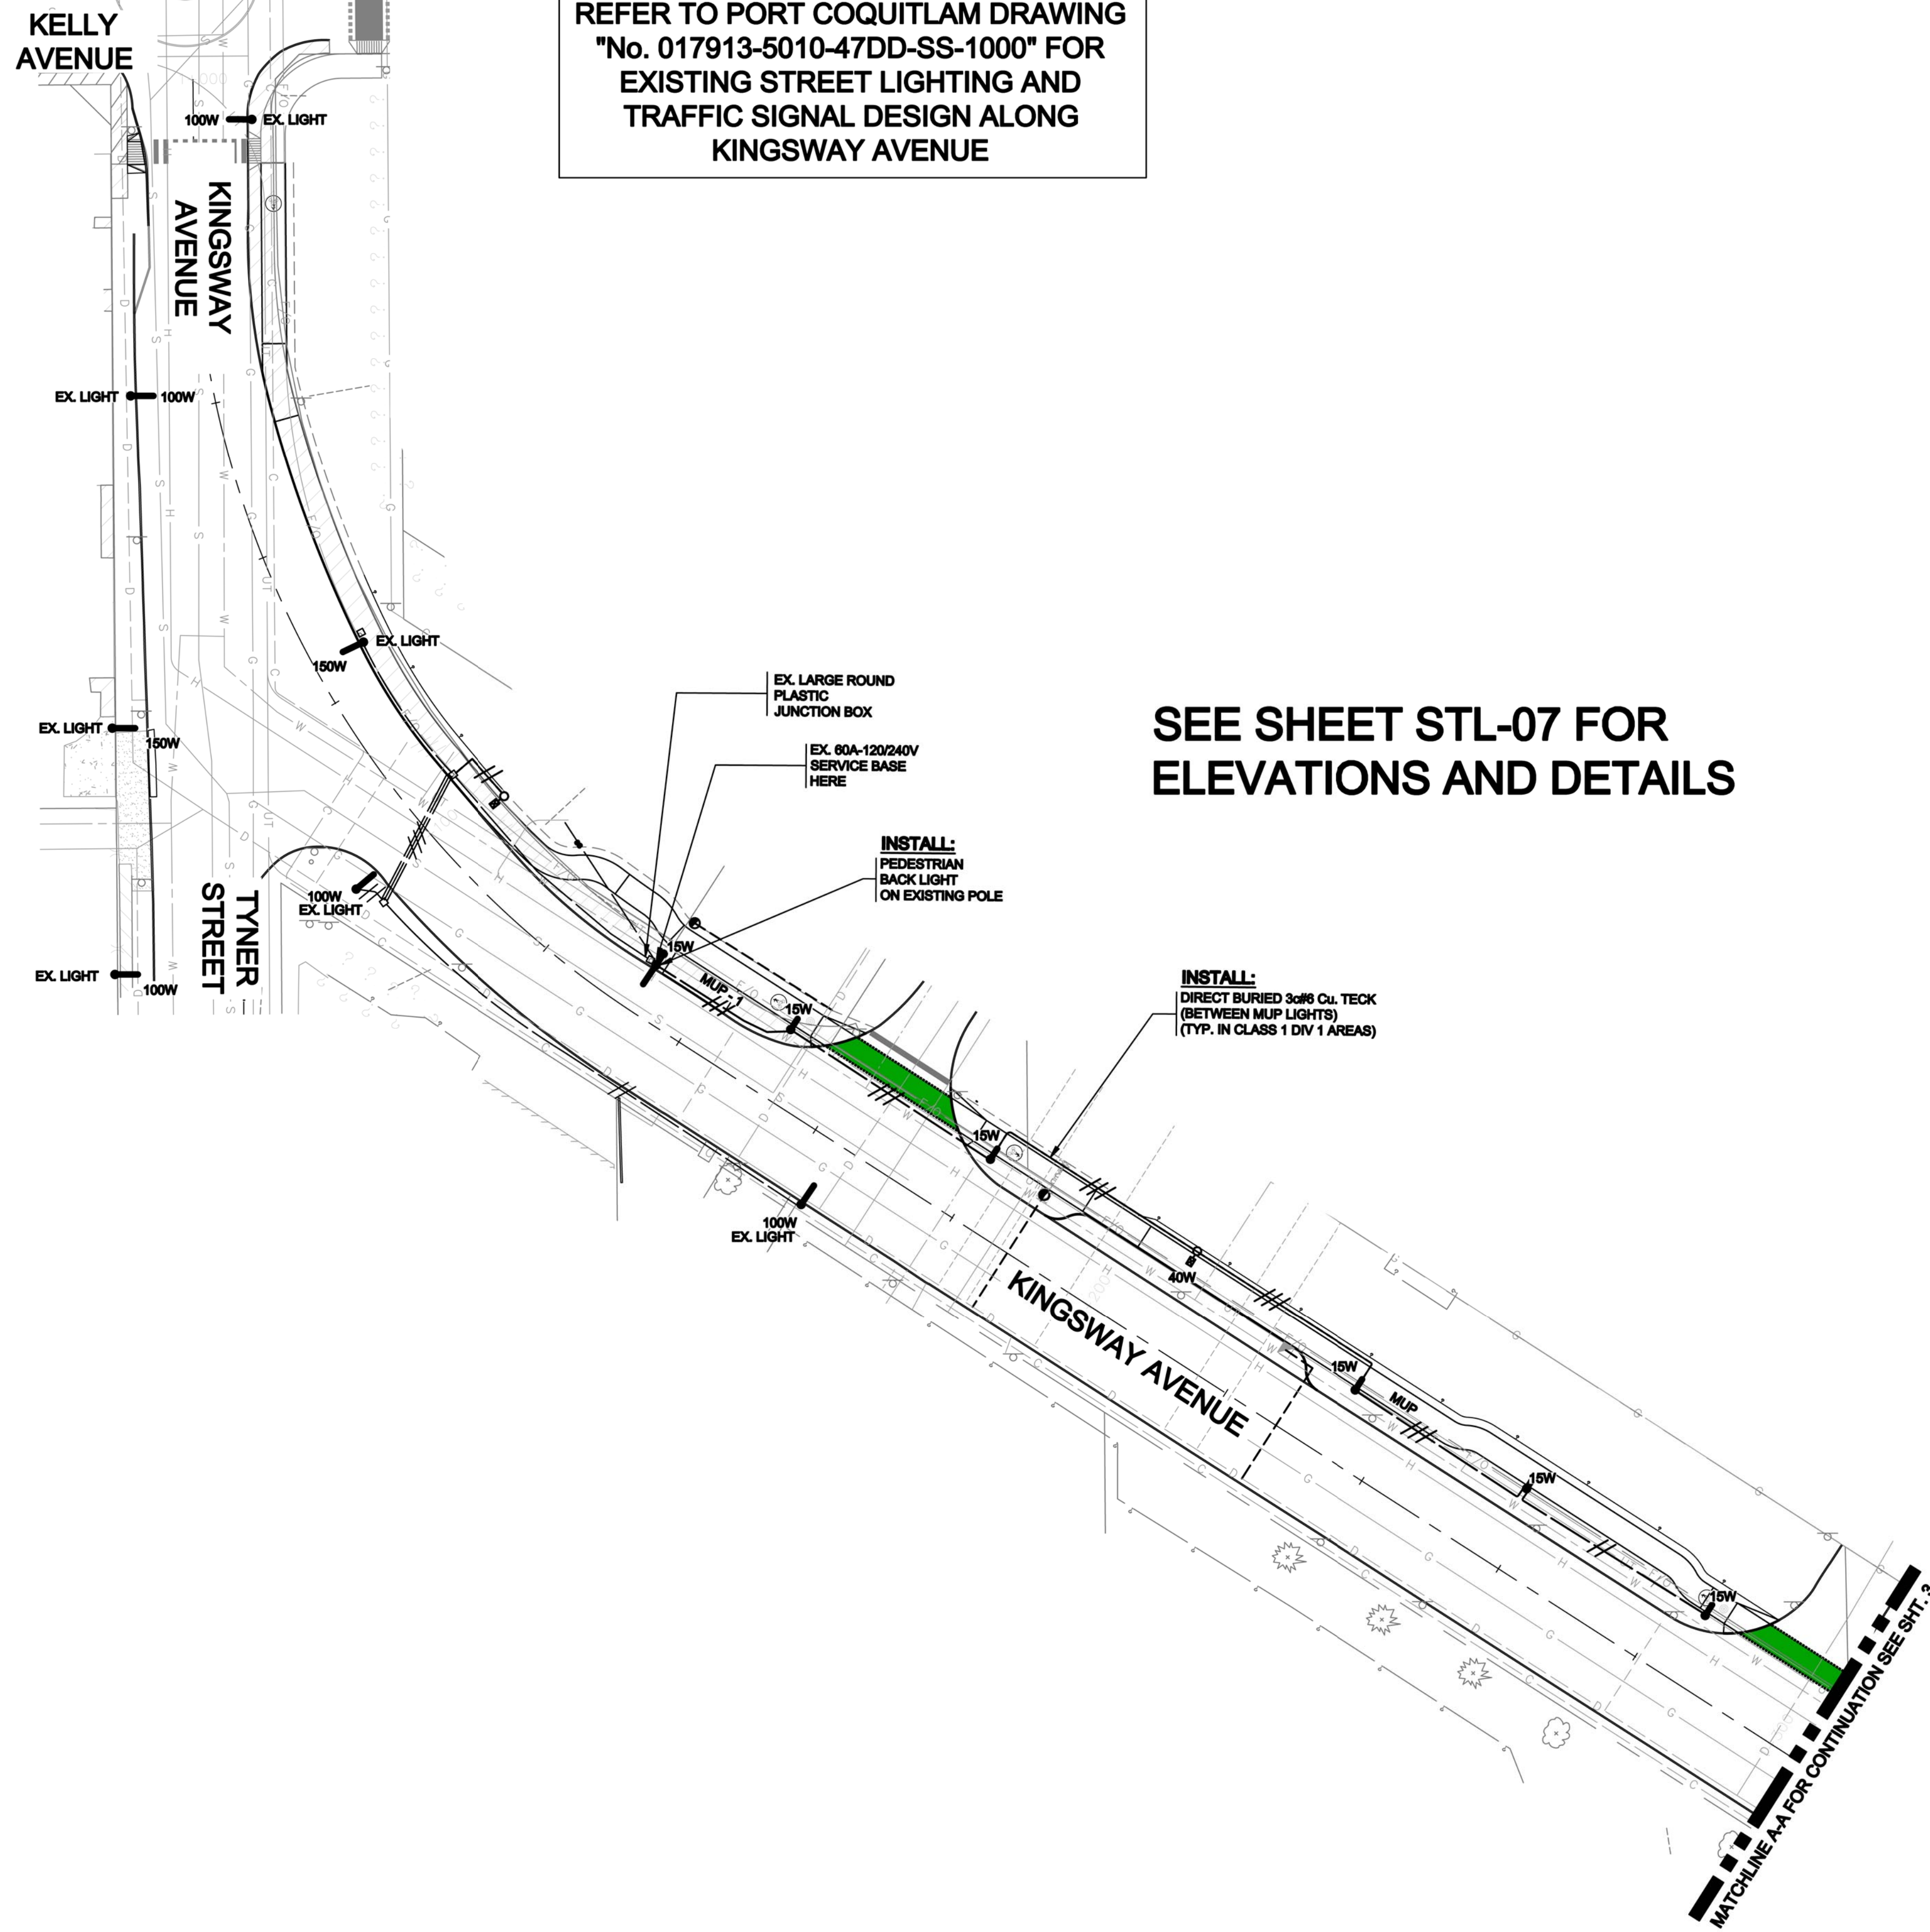 KELLY
AVENUE
REFER TO PORT COQUITLAM DRAWING
"No. 017913-5010-47DD-SS-1000" FOR
EXISTING STREET LIGHTING AND
TRAFFIC SIGNAL DESIGN ALONG
KINGSWAY AVENUE
100W
EX. LIGHT
KINGSWAY
AVENUE
EX. LIGHT
100W
EX. LIGHT
150W
EX. LIGHT
150W
EX. LARGE ROUND
PLASTIC
JUNCTION BOX
EX. 60A-120/240V
SERVICE BASE
HERE
SEE SHEET STL-07 FOR
ELEVATIONS AND DETAILS
INSTALL:
PEDESTRIAN
BACK LIGHT
ON EXISTING POLE
100W
EX. LIGHT
TYNER
STREET
EX. LIGHT
100W
15W
MUP - 1
15W
INSTALL:
DIRECT BURIED 3c#6 Cu. TECK
(BETWEEN MUP LIGHTS)
(TYP. IN CLASS 1 DIV 1 AREAS)
15W
100W
EX. LIGHT
40W
KINGSWAY AVENUE
15W
MUP
15W
15W
MATCHLINE A-A FOR CONTINUATION SEE SHT. 3